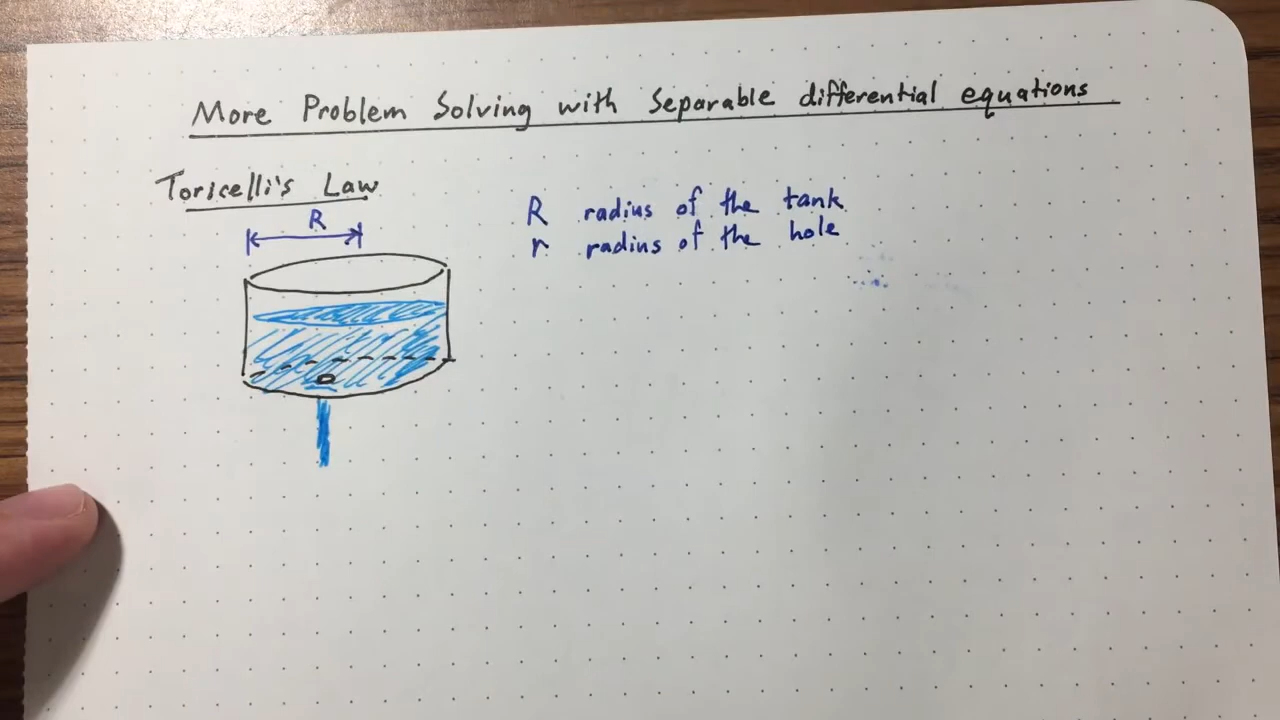 More Problem Solving with Separable differential equations
Toricelli's Law
R
R radius of the tank
r radius of the hole